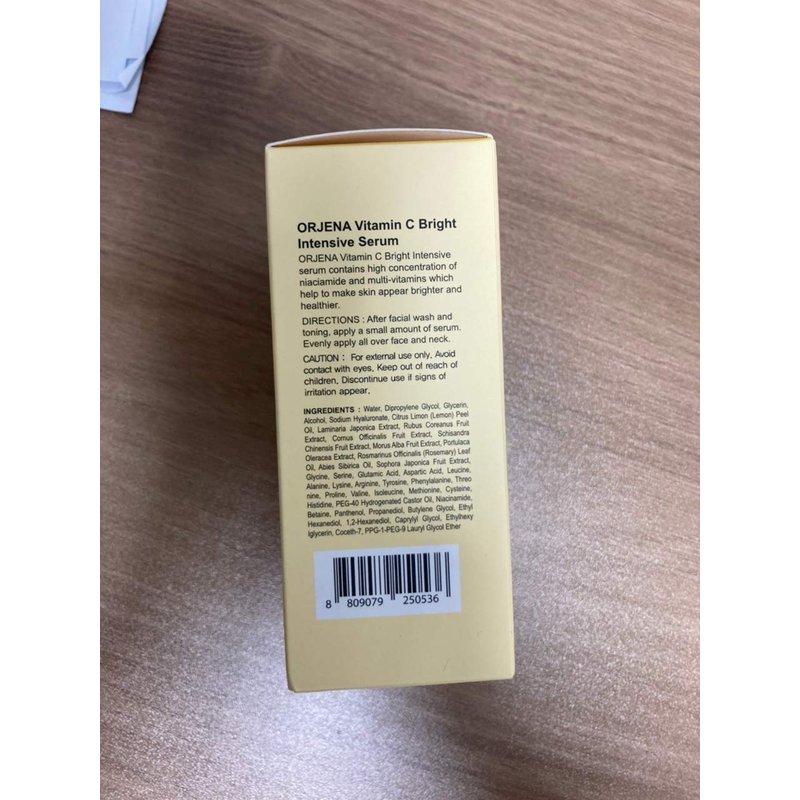 ORJENA Vitamin C Bright
Intensive Serum
ORJENA Vitamin C Bright Intensive
serum contains high concentration of
niaciamide and multi-vitamins which
help to make skin appear brighter and
healthier.
DIRECTIONS : After facial wash and
toning, apply a small amount of serum.
Evenly apply all over face and neck.
CAUTION : For external use only. Avoid
contact with eyes. Keep out of reach of
children. Discontinue use if signs of
irritation appear.
INGREDIENTS : Water, Dipropylene Glycol, Glycerin,
Alcohol, Sodium Hyaluronate, Citrus Limon (Lemon) Peel
Oil, Laminaria Japonica Extract, Rubus Coreanus Fruit
Extract, Cornus Officinalis Fruit Extract, Schisandra
Chinensis Fruit Extract, Morus Alba Fruit Extract, Portulaca
Oleracea Extract, Rosmarinus Officinalis (Rosemary) Leaf
Oil, Abies Sibirica Oil, Sophora Japonica Fruit Extract,
Glycine, Serine, Glutamic Acid, Aspartic Acid, Leucine,
Alanine, Lysine, Arginine, Tyrosine, Phenylalanine, Threo
nine, Proline, Valine, Isoleucine, Methionine, Cysteine,
Histidine, PEG-40 Hydrogenated Castor Oil, Niacinamide,
Betaine, Panthenol, Propanediol, Butylene Glycol, Ethyl
Hexanediol, 1,2-Hexanediol, Caprylyl Glycol, Ethylhexy
lglycerin, Coceth-7, PPG-1-PEG-9 Lauryl Glycol Ether
8 809079 250536